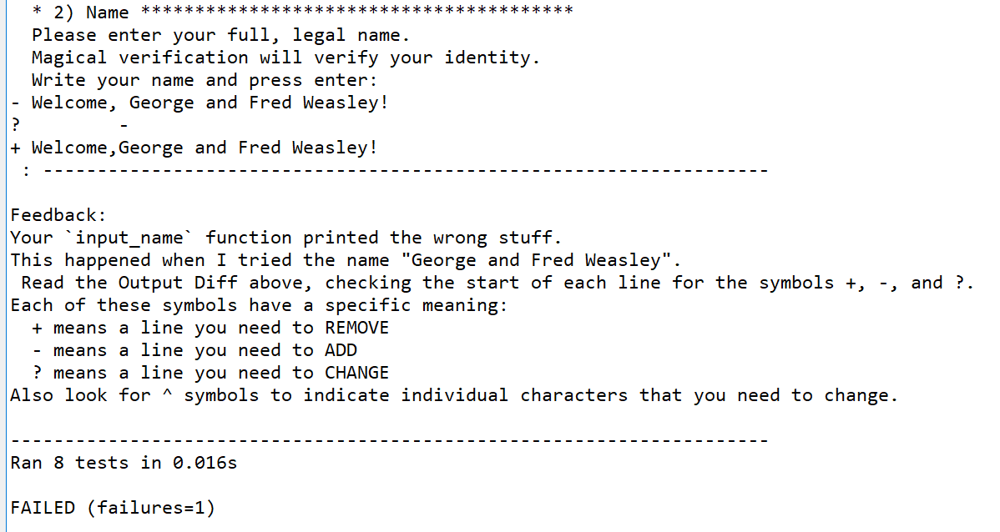 * 2) Name ****************************************
  Please enter your full, legal name.
  Magical verification will verify your identity.
  Write your name and press enter:
- Welcome, George and Fred Weasley!
?         -
+ Welcome,George and Fred Weasley!
 : -------------------------------------------------------------------

Feedback:
Your `input_name` function printed the wrong stuff.
This happened when I tried the name "George and Fred Weasley".
 Read the Output Diff above, checking the start of each line for the symbols +, -, and ?.
Each of these symbols have a specific meaning:
  + means a line you need to REMOVE
  - means a line you need to ADD
  ? means a line you need to CHANGE
Also look for ^ symbols to indicate individual characters that you need to change.

----------------------------------------------------------------------
Ran 8 tests in 0.016s

FAILED (failures=1)